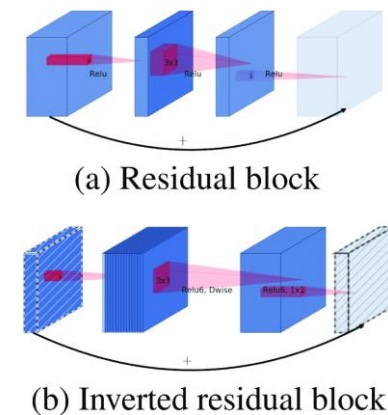 3x3
Relu Relu Relu
+
(a) Residual block
3x3
Relu6, Dwise Relu6, 1x1
+
(b) Inverted residual block